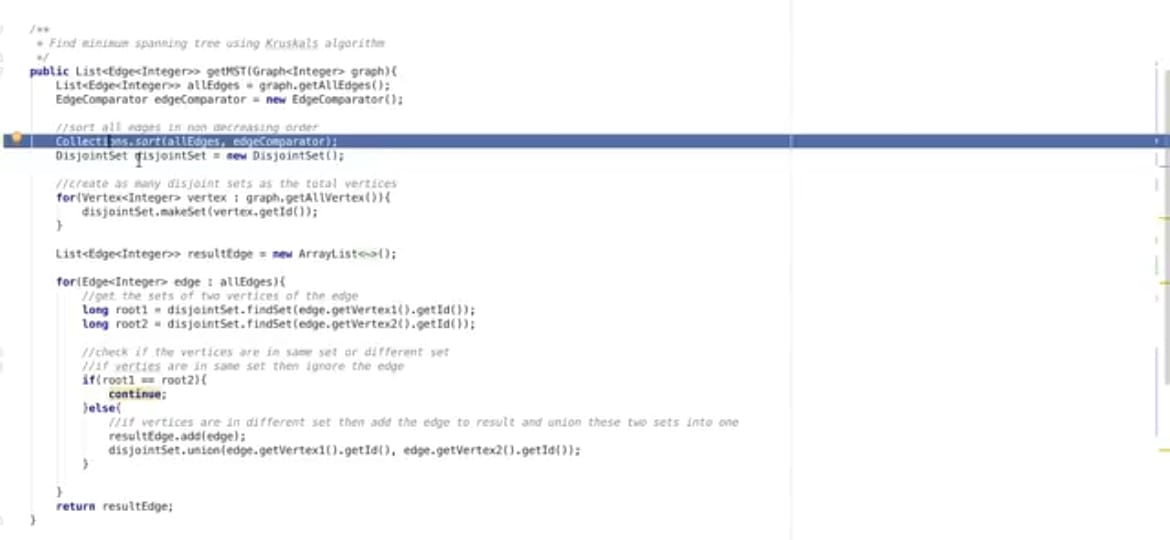 /**
* Find minimum spanning tree using Kruskals algorithm
*/
public List<Edge<Integer>> getMST(Graph<Integer> graph){
List<Edge<Integer>> allEdges = graph.getAllEdges();
EdgeComparator edgeComparator = new EdgeComparator();
//sort all edges in non decreasing order
Collections.sort(allEdges, edgeComparator);
DisjointSet disjointSet = new DisjointSet();
//create as many disjoint sets as the total vertices
for(Vertex<Integer> vertex : graph.getAllVertex()){
disjointSet.makeSet(vertex.getId());
}
List<Edge<Integer>> resultEdge = new ArrayList<~>();
for(Edge<Integer> edge : allEdges){
//get the sets of two vertices of the edge
long root1 = disjointSet.findSet(edge.getVertex1().getId());
long root2 = disjointSet.findSet(edge.getVertex2().getId());
//check if the vertices are in same set or different set
//if verties are in same set then ignore the edge
if(root1 == root2){
continue;
}else{
//if vertices are in different set then add the edge to result and union these two sets into one
resultEdge.add(edge);
disjointSet.union(edge.getVertex1().getId(), edge.getVertex2().getId());
}
}
return resultEdge;
}